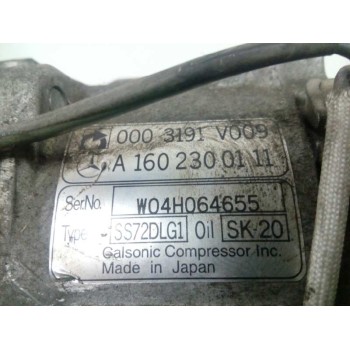 000 3191 V009
A 160 230 01 11
Ser No. W04H064655
Type SS72DLG1 Oil SK-20
Calsonic Compressor Inc.
Made in Japan